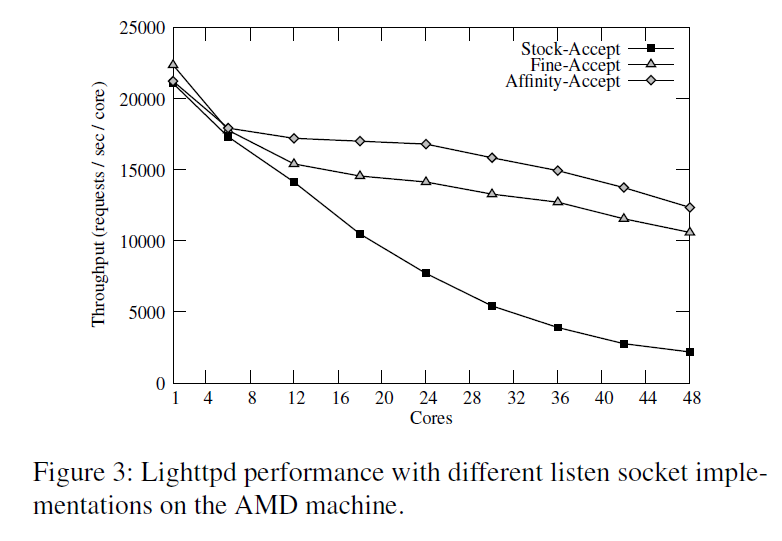 25000
20000
15000
10000
5000
0
Throughput (requests / sec / core)
Stock-Accept
Fine-Accept
Affinity-Accept
1 4 8 12 16 20 24 28 32 36 40 44 48
Cores
Figure 3: Lighttpd performance with different listen socket imple-
mentations on the AMD machine.